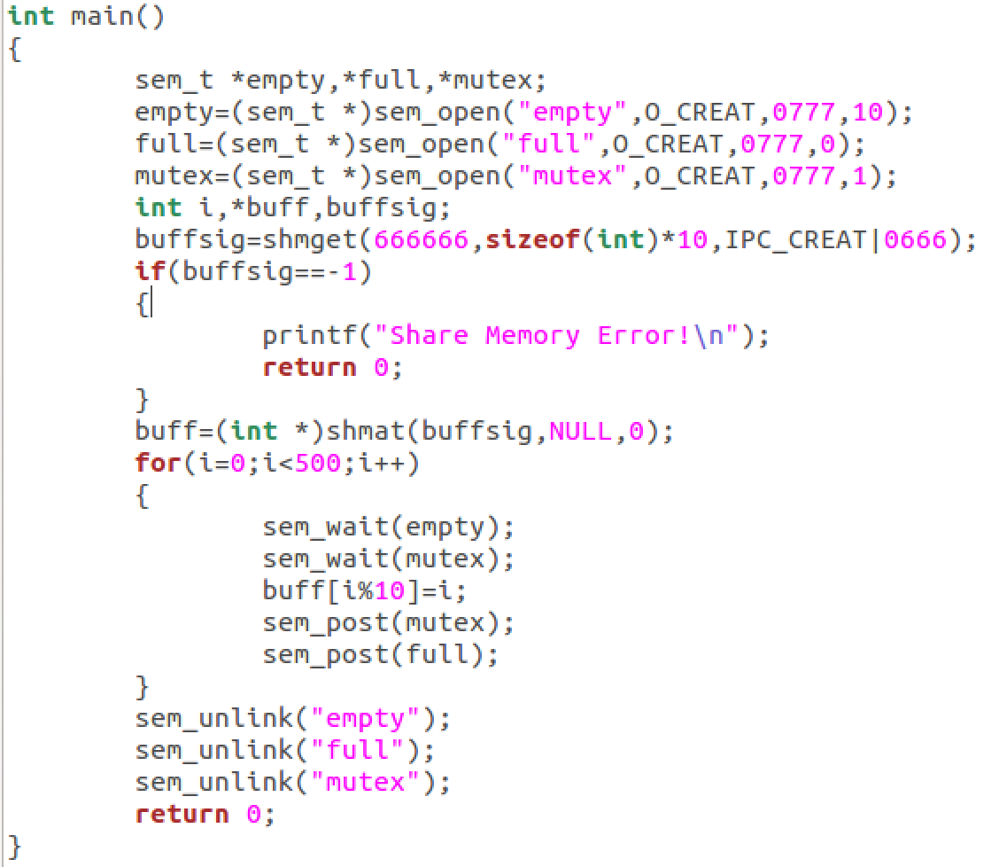 int main()
{
        sem_t *empty,*full,*mutex;
        empty=(sem_t *)sem_open("empty",O_CREAT,0777,10);
        full=(sem_t *)sem_open("full",O_CREAT,0777,0);
        mutex=(sem_t *)sem_open("mutex",O_CREAT,0777,1);
        int i,*buff,buffsig;
        buffsig=shmget(666666,sizeof(int)*10,IPC_CREAT|0666);
        if(buffsig==-1)
        {
                printf("Share Memory Error!\n");
                return 0;
        }
        buff=(int *)shmat(buffsig,NULL,0);
        for(i=0;i<500;i++)
        {
                sem_wait(empty);
                sem_wait(mutex);
                buff[i%10]=i;
                sem_post(mutex);
                sem_post(full);
        }
        sem_unlink("empty");
        sem_unlink("full");
        sem_unlink("mutex");
        return 0;
}